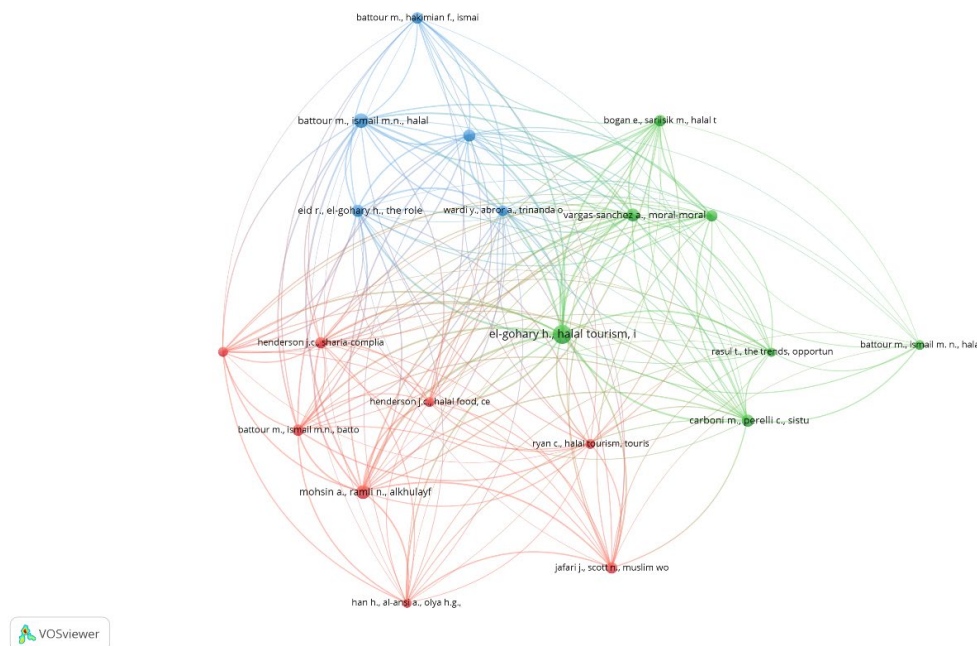 battour m., hakimian f., ismai
battour m., ismail m.n., halal
bogan e., sarıışık m., halal t
eid r., el-gohary h., the role
wardi y., abror a., trinanda o
vargas-sanchez a., moral-moral
el-gohary h., halal tourism, i
henderson j.c., sharia-complia
rasul t., the trends, opportun
battour m., ismail m. n., hala
henderson j.c., halal food, ce
carboni m., perelli c., sistu
battour m., ismail m.n., batto
ryan c., halal tourism, touris
mohsin a., ramli n., alkhulayf
jafari j., scott n., muslim wo
han h., al-ansi a., olya h.g.,
VOSviewer